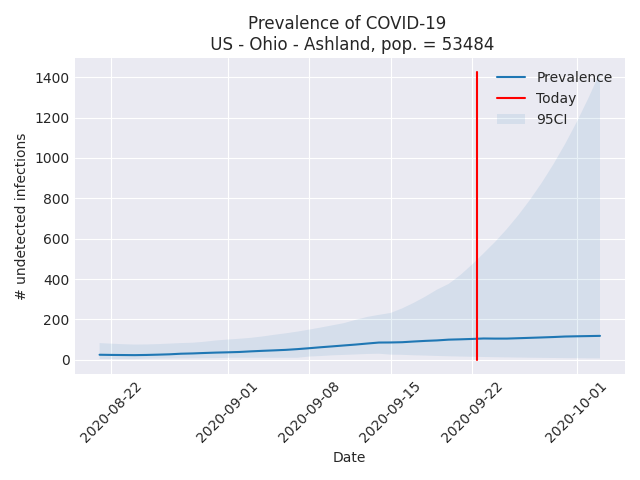 Prevalence of COVID-19
US - Ohio - Ashland, pop. = 53484
Prevalence
Today
95CI
1400
1200
1000
800
600
400
200
0
# undetected infections
2020-08-22
2020-09-01
2020-09-08
2020-09-15
2020-09-22
2020-10-01
Date